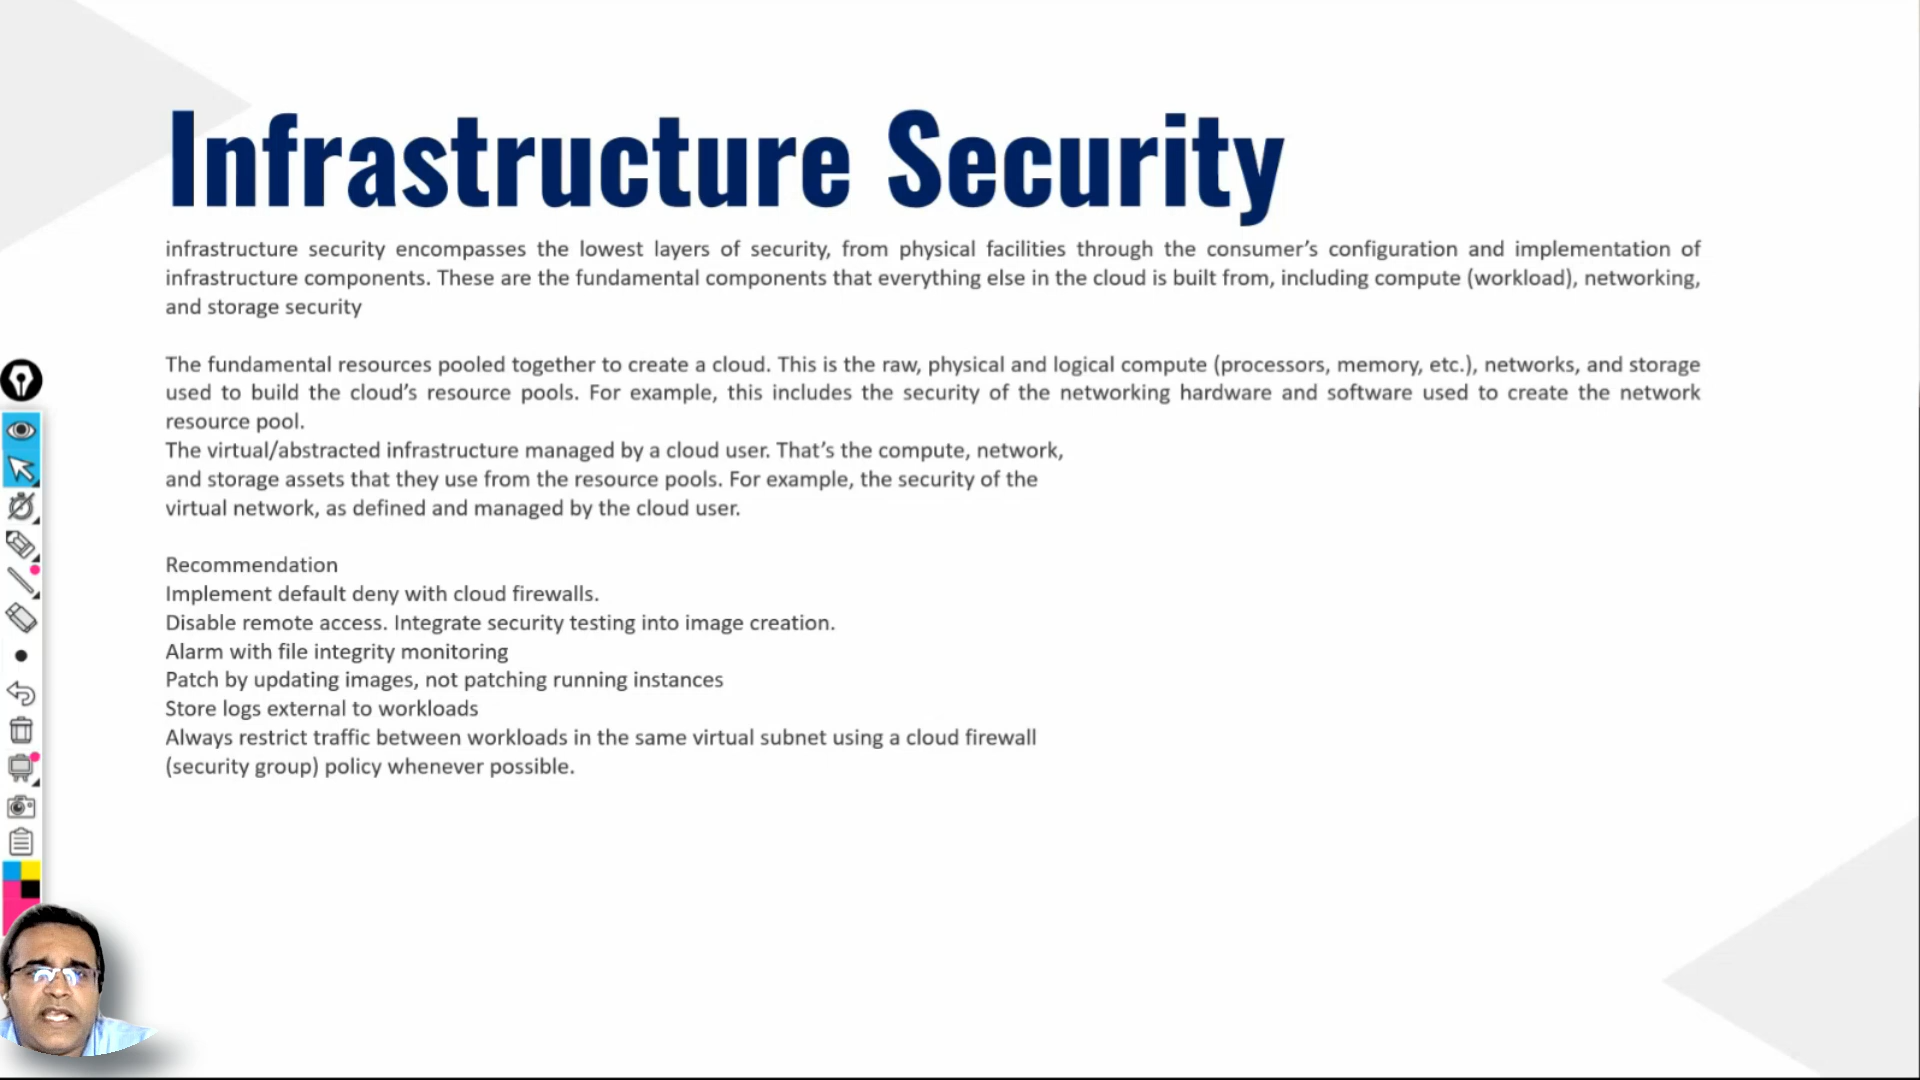 Infrastructure Security
infrastructure security encompasses the lowest layers of security, from physical facilities through the consumer’s configuration and implementation of
infrastructure components. These are the fundamental components that everything else in the cloud is built from, including compute (workload), networking,
and storage security
The fundamental resources pooled together to create a cloud. This is the raw, physical and logical compute (processors, memory, etc.), networks, and storage
used to build the cloud’s resource pools. For example, this includes the security of the networking hardware and software used to create the network
resource pool.
The virtual/abstracted infrastructure managed by a cloud user. That’s the compute, network,
and storage assets that they use from the resource pools. For example, the security of the
virtual network, as defined and managed by the cloud user.
Recommendation
Implement default deny with cloud firewalls.
Disable remote access. Integrate security testing into image creation.
Alarm with file integrity monitoring
Patch by updating images, not patching running instances
Store logs external to workloads
Always restrict traffic between workloads in the same virtual subnet using a cloud firewall
(security group) policy whenever possible.